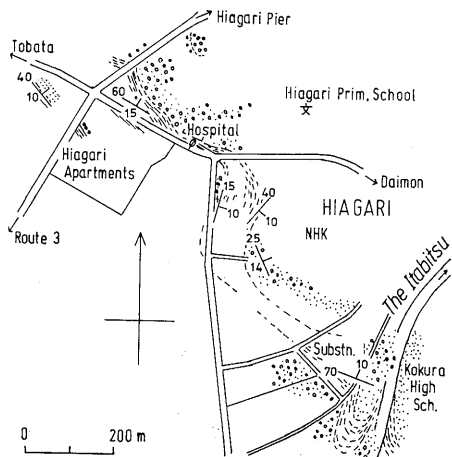 Hiagari Pier
Tobata
40
10
60
15
Hiagari Prim. School
文
Hospital
Hiagari
Apartments
Daimon
15
10
40
10
HIAGARI
NHK
Route 3
25
14
The Itabitsu
Substn.
70
10
Kokura
High
Sch.
0 200 m